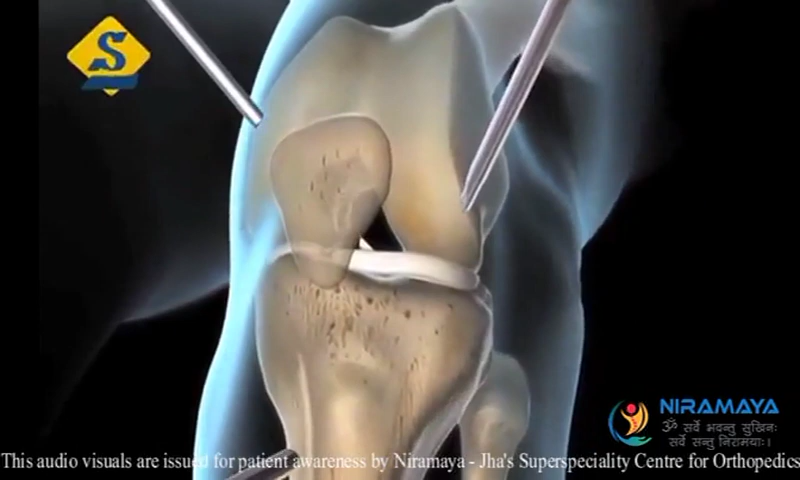 S
NIRAMAYA
ॐ सर्वे भवन्तु सुखिनः
सर्वे सन्तु निरामयाः।
This audio visuals are issued for patient awareness by Niramaya - Jha's Superspeciality Centre for Orthopedics